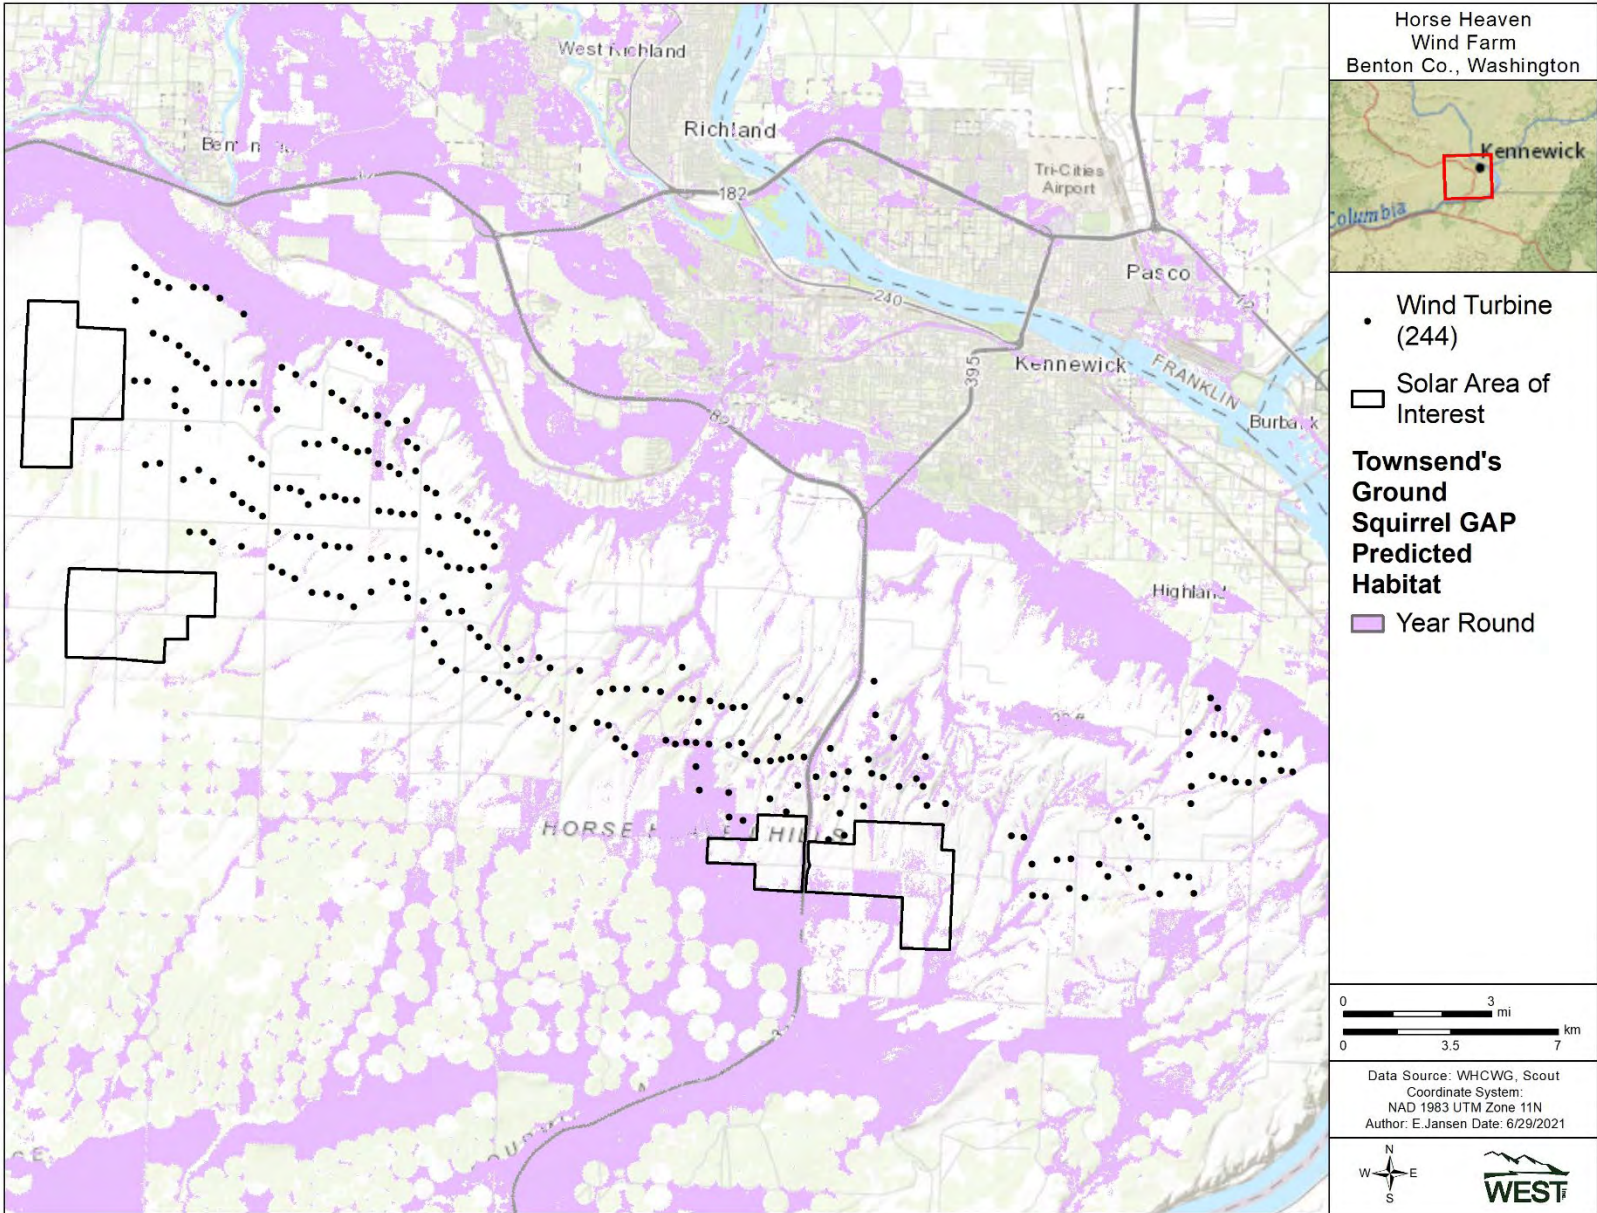 West Richland
Richland
182
Tri-Cities
Airport
Pasco
240
395
Kennewick
FRANKLIN
82
Highland
HORSE
HILLS
Horse Heaven
Wind Farm
Benton Co., Washington
Kennewick
Columbia
Wind Turbine
(244)
Solar Area of
Interest
Townsend's
Ground
Squirrel GAP
Predicted
Habitat
Year Round
0 3
mi
km
0 3.5 7
Data Source: WHCWG, Scout
Coordinate System:
NAD 1983 UTM Zone 11N
Author: E.Jansen Date: 6/29/2021
N
W E
S
WEST